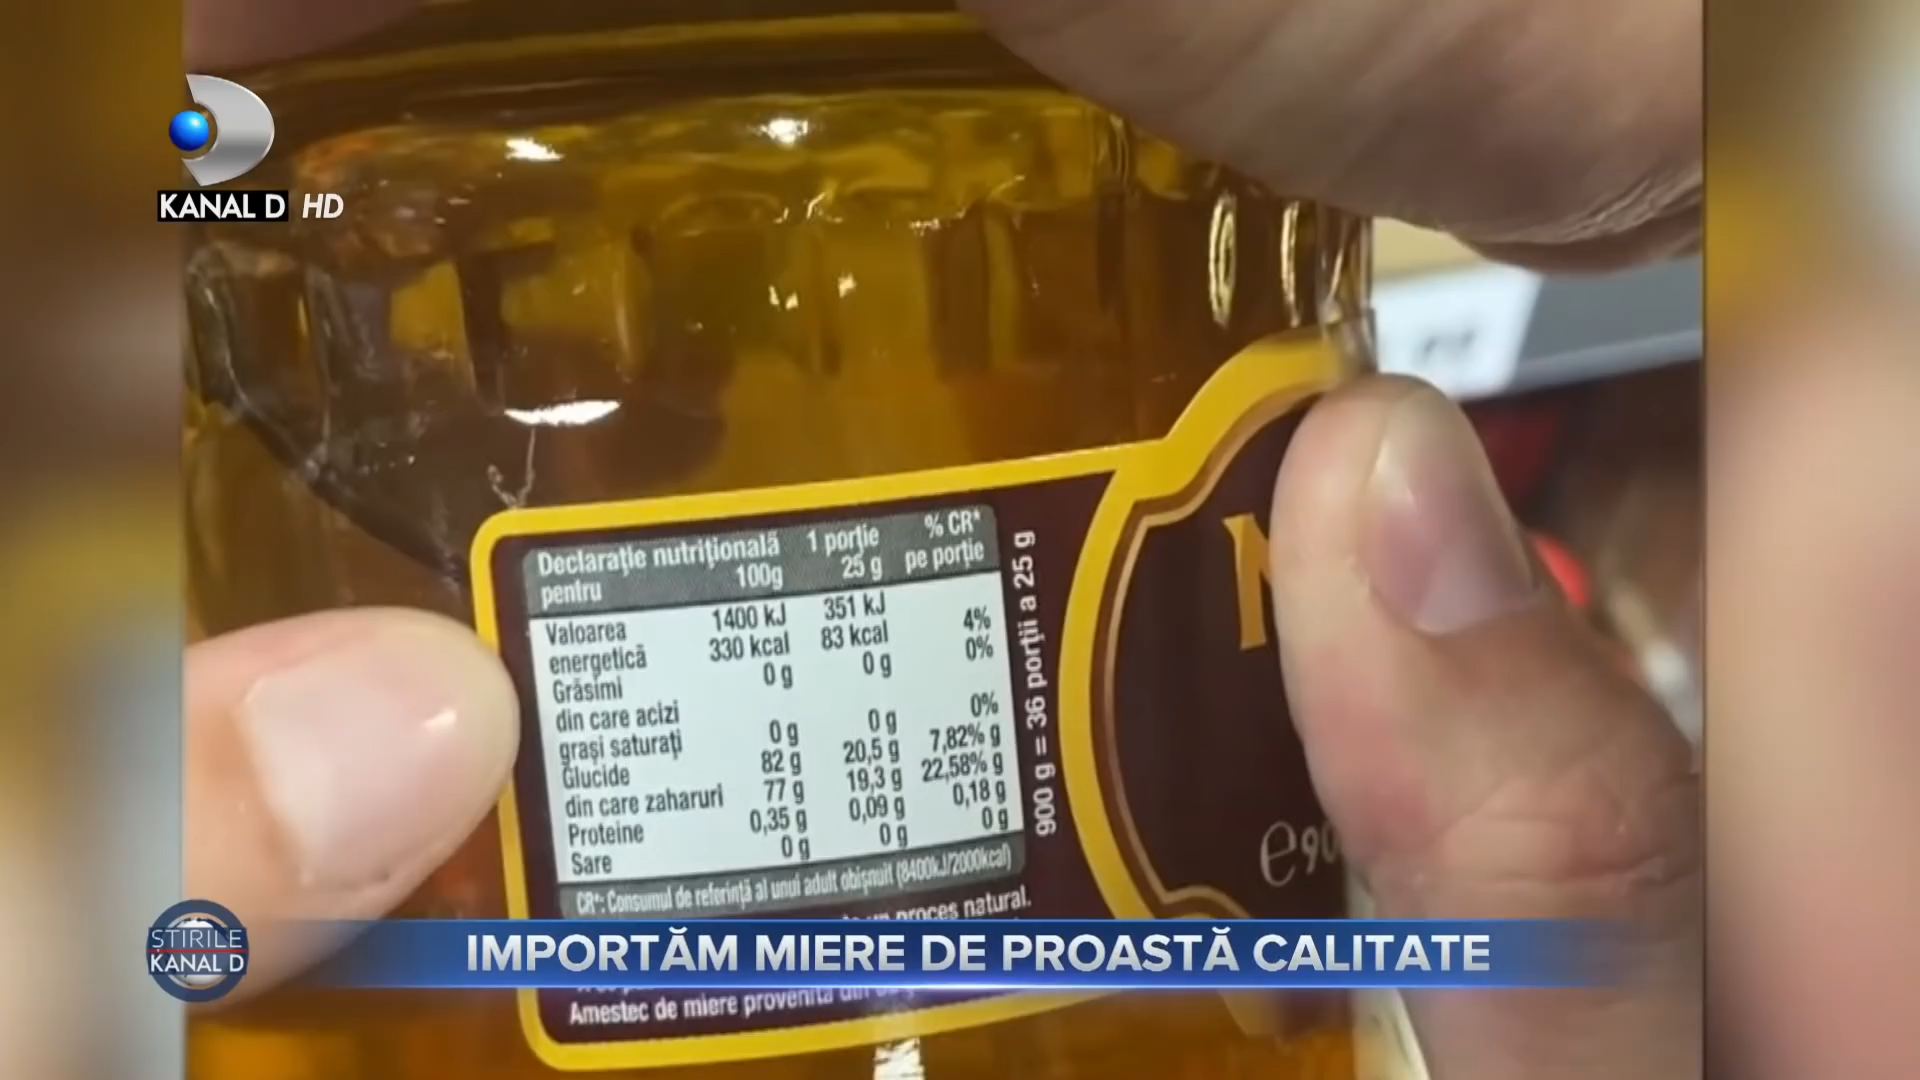 KANAL D HD
Declarație nutrițională 1 porție % CR*
pentru 100g 25 g pe porție
Valoarea 1400 kJ 351 kJ
energetică 330 kcal 83 kcal 4%
Grăsimi 0 g 0 g 0%
din care acizi
grași saturați 0 g 0 g 0%
Glucide 82 g 20,5 g 7,82% g
din care zaharuri 77 g 19,3 g 22,58% g
Proteine 0,35 g 0,09 g 0,18 g
Sare 0 g 0 g 0 g
CR*: Consumul de referință al unui adult obișnuit (8400kJ/2000kcal)
900 g = 36 porții a 25 g
proces natural.
e90
ȘTIRILE
KANAL D
IMPORTĂM MIERE DE PROASTĂ CALITATE
Amestec de miere provenită din